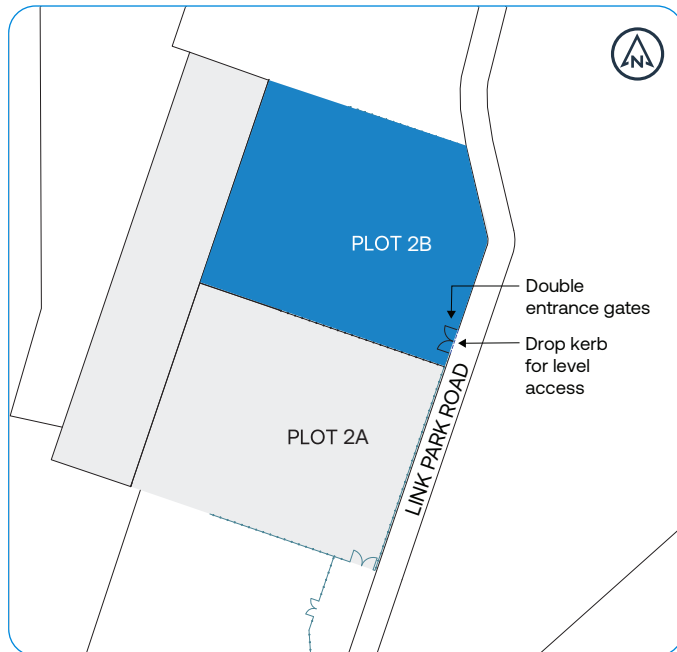 N
PLOT 2B
Double
entrance gates
Drop kerb
for level
access
LINK PARK ROAD
PLOT 2A